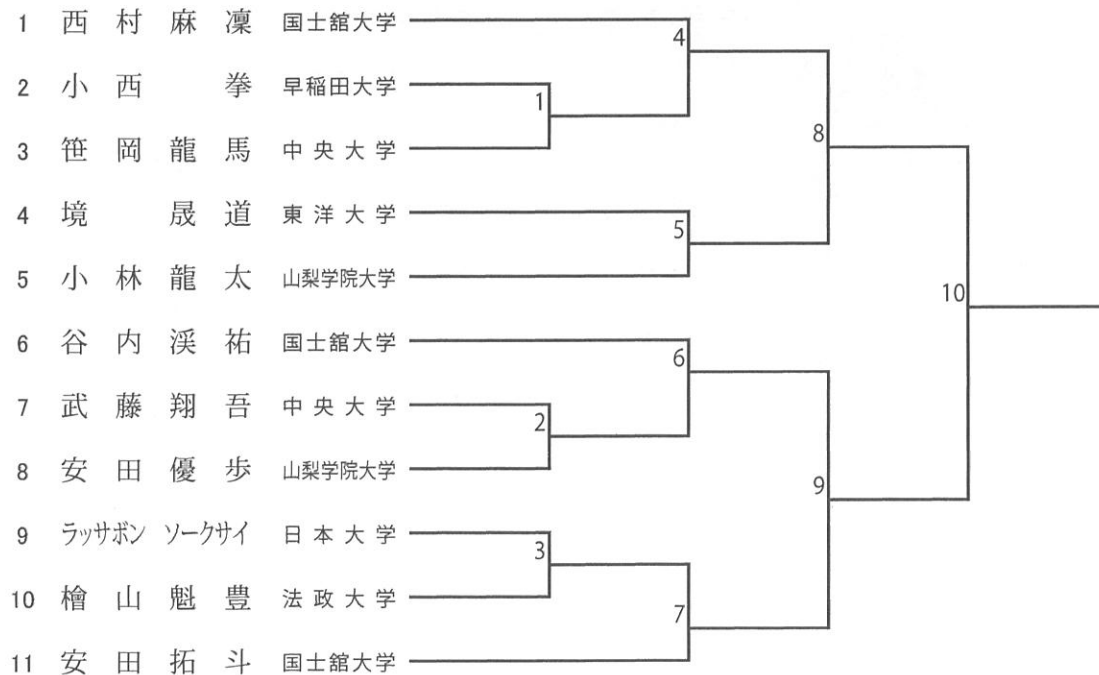 1 西村麻凜 国士舘大学
4
2 小西 拳 早稲田大学
1
3 笹岡龍馬 中央大学
8
4 境 晟道 東洋大学
5
5 小林龍太 山梨学院大学
10
6 谷内渓祐 国士舘大学
6
7 武藤翔吾 中央大学
2
8 安田優歩 山梨学院大学
9
9 ラッサボン ソークサイ 日本大学
3
10 檜山魁豊 法政大学
7
11 安田拓斗 国士舘大学